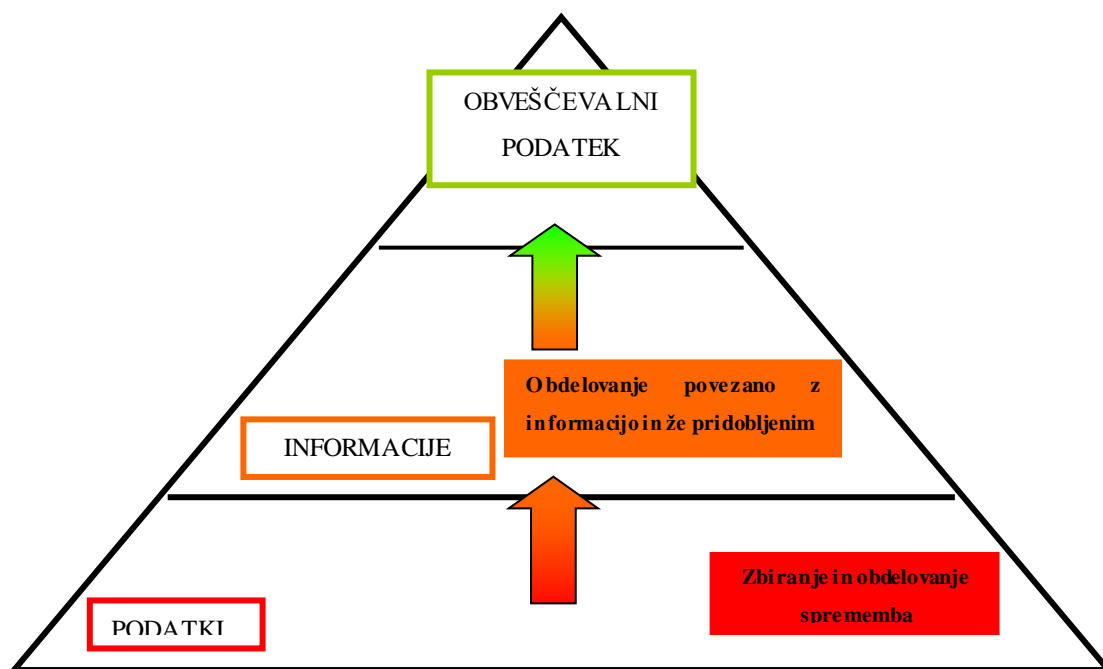 OBVEŠČEVALNI
PODATEK
Obdelovanje povezano z
informacijo in že pridobljenim
INFORMACIJE
Zbiranje in obdelovanje
sprememba
PODATKI